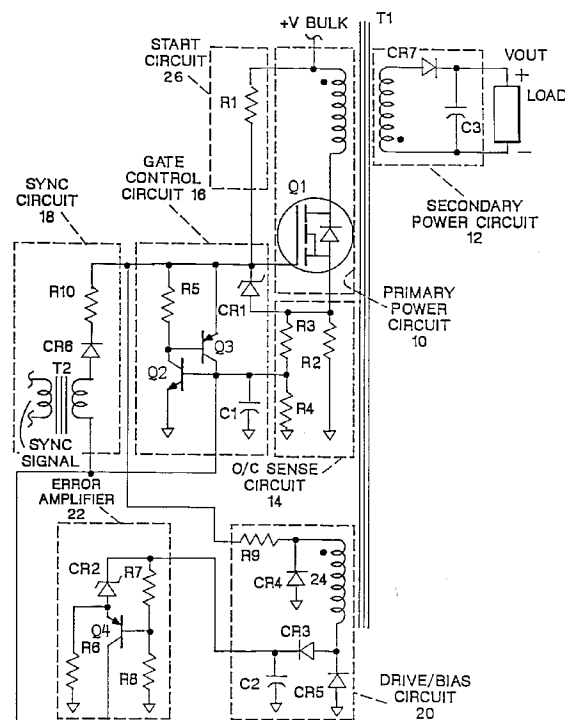 +V BULK
T1
START
CIRCUIT
26
R1
CR7
VOUT
+
LOAD
C3
−
GATE
CONTROL
CIRCUIT 16
Q1
SYNC
CIRCUIT
18
SECONDARY
POWER CIRCUIT
12
R10
R5
CR1
PRIMARY
POWER
CIRCUIT
10
R3
R2
CR6
Q3
Q2
T2
C1
R4
SYNC
SIGNAL
O/C SENSE
CIRCUIT
14
ERROR
AMPLIFIER
22
R9
CR2
R7
CR4
24
Q4
CR3
R6
R8
C2
CR5
DRIVE/BIAS
CIRCUIT
20